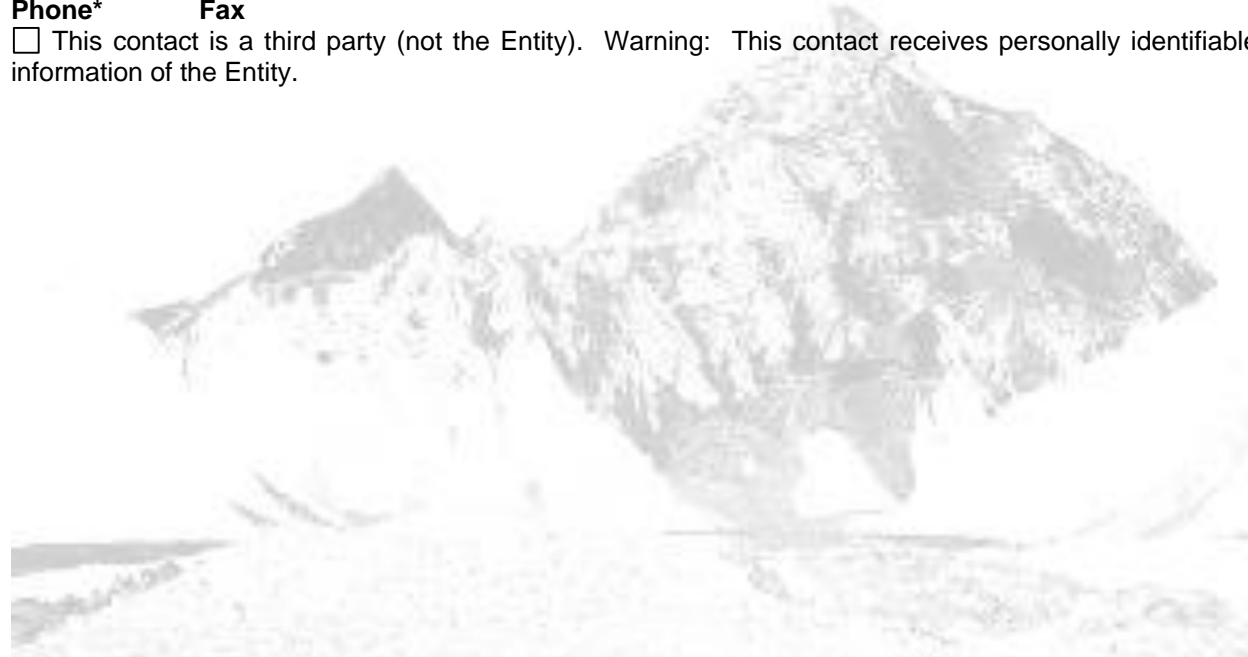 Phone* Fax
☐ This contact is a third party (not the Entity). Warning: This contact receives personally identifiable
information of the Entity.